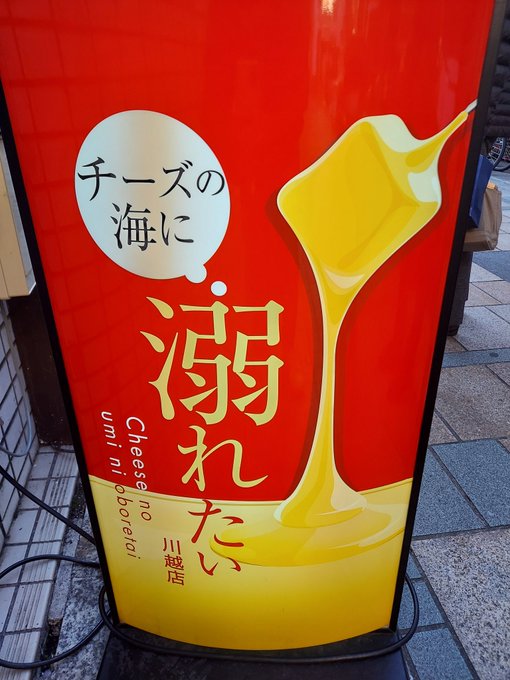 チーズの
海に
溺れたい
Cheese no
umi ni oboretai
川越店